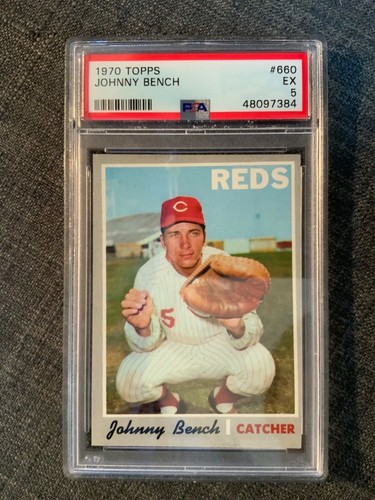 1970 TOPPS #660
JOHNNY BENCH EX
5
PSA 48097384
REDS
C
5
Johnny Bench CATCHER